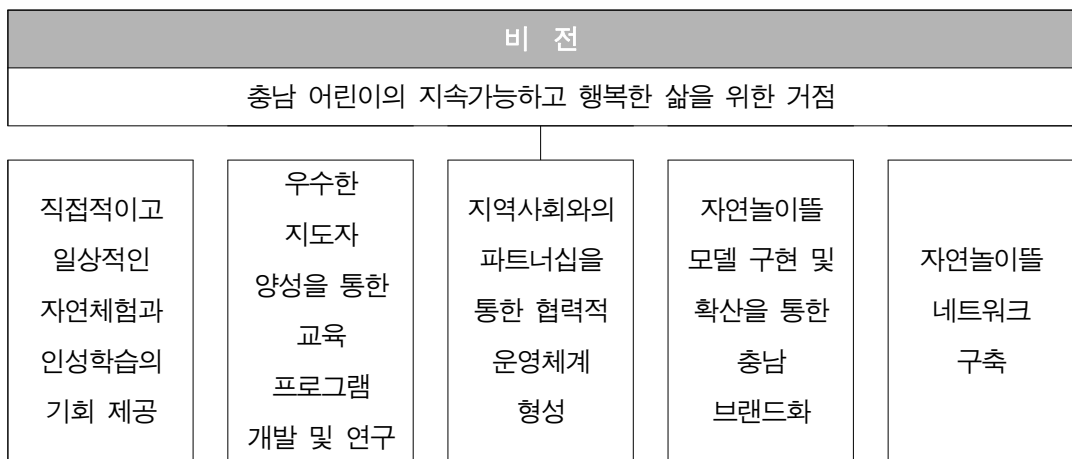 비 전
충남 어린이의 지속가능하고 행복한 삶을 위한 거점
직접적이고
일상적인
자연체험과
인성학습의
기회 제공
우수한
지도자
양성을 통한
교육
프로그램
개발 및 연구
지역사회와의
파트너십을
통한 협력적
운영체계
형성
자연놀이뜰
모델 구현 및
확산을 통한
충남
브랜드화
자연놀이뜰
네트워크
구축